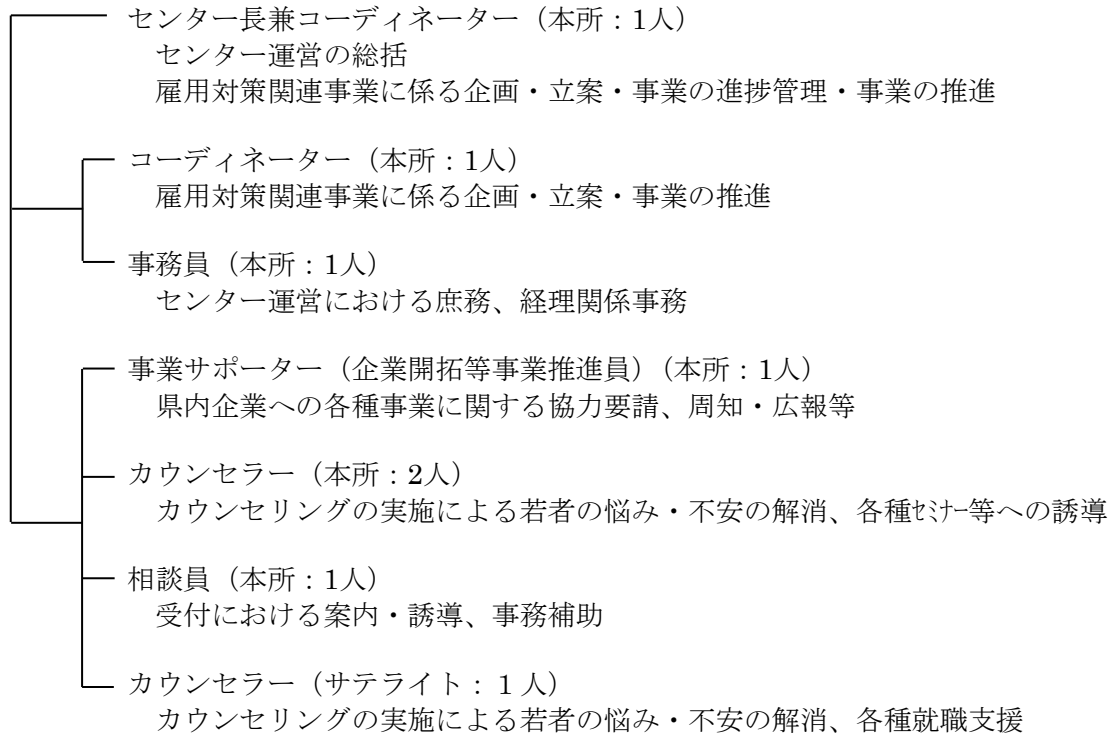 センター長兼コーディネーター（本所：1人）
センター運営の総括
雇用対策関連事業に係る企画・立案・事業の進捗管理・事業の推進
コーディネーター（本所：1人）
雇用対策関連事業に係る企画・立案・事業の推進
事務員（本所：1人）
センター運営における庶務、経理関係事務
事業サポーター（企業開拓等事業推進員）（本所：1人）
県内企業への各種事業に関する協力要請、周知・広報等
カウンセラー（本所：2人）
カウンセリングの実施による若者の悩み・不安の解消、各種ｾﾐﾅｰ等への誘導
相談員（本所：1人）
受付における案内・誘導、事務補助
カウンセラー（サテライト：１人）
カウンセリングの実施による若者の悩み・不安の解消、各種就職支援